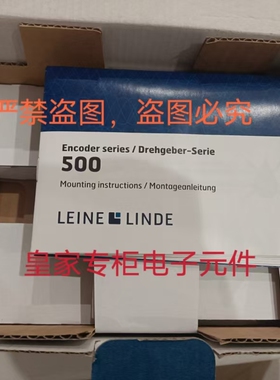 严禁盗图，盗图必究
Encoder series / Drehgeber-Serie
500
Mounting instructions / Montageanleitung
LEINE LINDE
皇家专柜电子元件